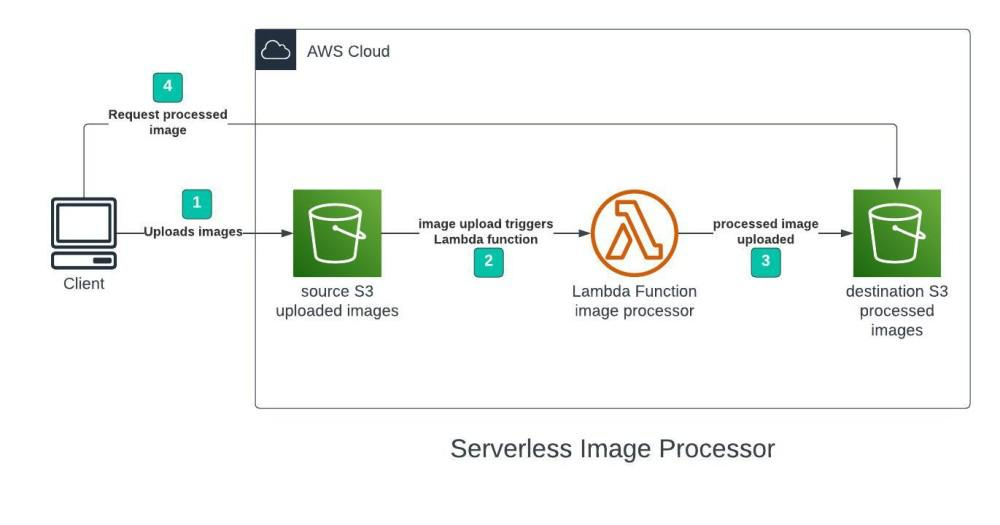 AWS Cloud
4
Request processed
image
1
Uploads images
image upload triggers
Lambda function
2
processed image
uploaded
3
Client
source S3
uploaded images
Lambda Function
image processor
destination S3
processed
images
Serverless Image Processor